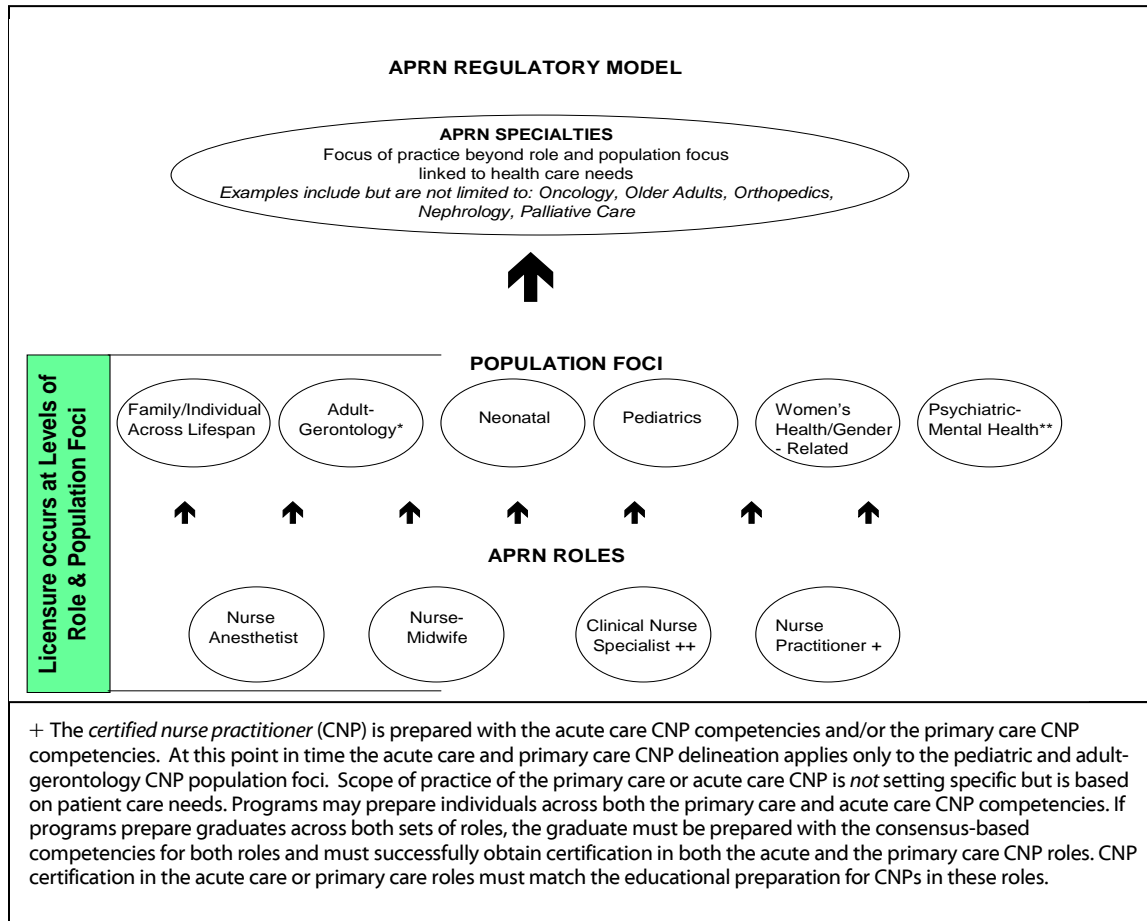 APRN REGULATORY MODEL
APRN SPECIALTIES
Focus of practice beyond role and population focus
linked to health care needs
Examples include but are not limited to: Oncology, Older Adults, Orthopedics,
Nephrology, Palliative Care
Licensure occurs at Levels of
Role & Population Foci
POPULATION FOCI
Family/Individual
Across Lifespan
Adult-
Gerontology*
Neonatal
Pediatrics
Women's
Health/Gender
- Related
Psychiatric-
Mental Health**
APRN ROLES
Nurse
Anesthetist
Nurse-
Midwife
Clinical Nurse
Specialist ++
Nurse
Practitioner +
+ The certified nurse practitioner (CNP) is prepared with the acute care CNP competencies and/or the primary care CNP
competencies. At this point in time the acute care and primary care CNP delineation applies only to the pediatric and adult-
gerontology CNP population foci. Scope of practice of the primary care or acute care CNP is not setting specific but is based
on patient care needs. Programs may prepare individuals across both the primary care and acute care CNP competencies. If
programs prepare graduates across both sets of roles, the graduate must be prepared with the consensus-based
competencies for both roles and must successfully obtain certification in both the acute and the primary care CNP roles. CNP
certification in the acute care or primary care roles must match the educational preparation for CNPs in these roles.